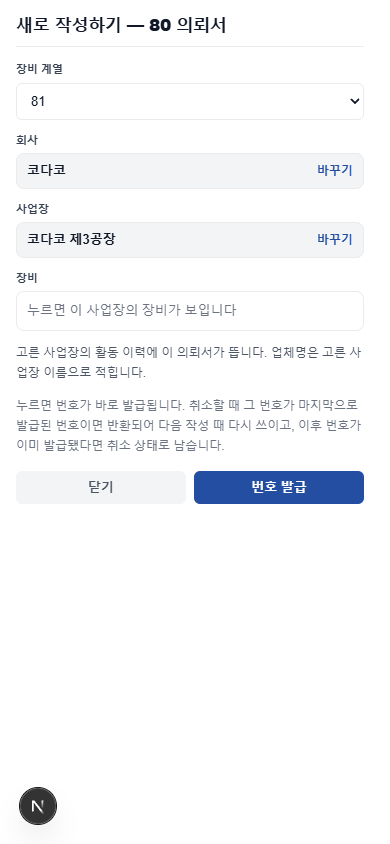 새로 작성하기 — 80 의뢰서
장비 계열
81
회사
코다코 바꾸기
사업장
코다코 제3공장 바꾸기
장비
누르면 이 사업장의 장비가 보입니다
고른 사업장의 활동 이력에 이 의뢰서가 뜹니다. 업체명은 고른 사
업장 이름으로 적힙니다.
누르면 번호가 바로 발급됩니다. 취소할 때 그 번호가 마지막으로
발급된 번호이면 반환되어 다음 작성 때 다시 쓰이고, 이후 번호가
이미 발급됐다면 취소 상태로 남습니다.
닫기 번호 발급
N